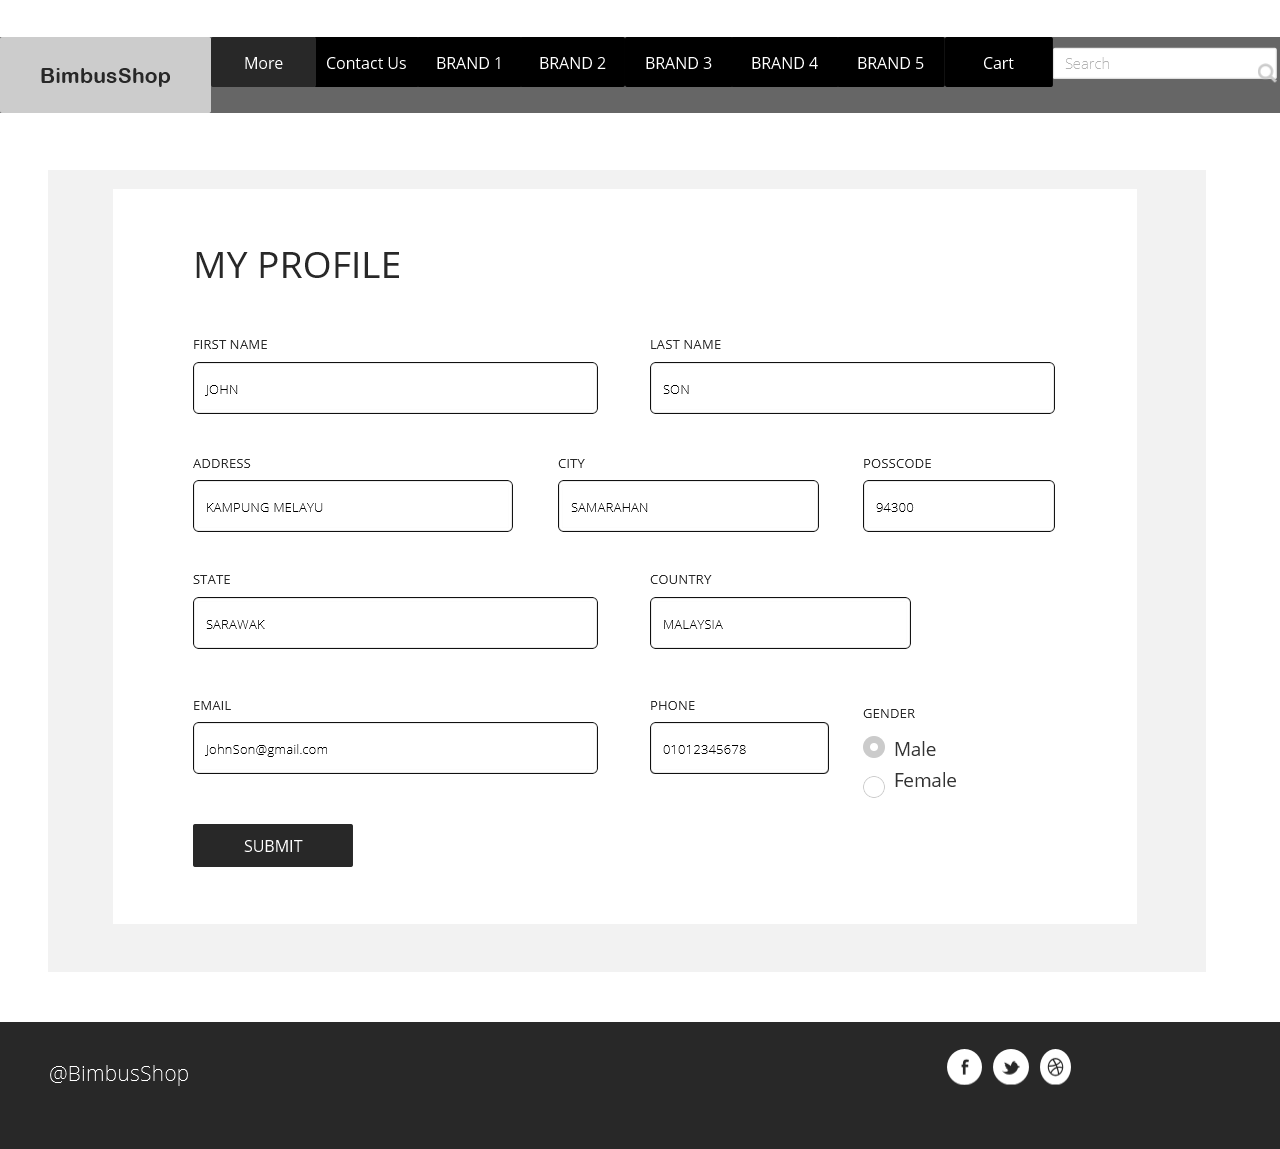 BimbusShop
More Contact Us BRAND 1 BRAND 2 BRAND 3 BRAND 4 BRAND 5 Cart Search
MY PROFILE
FIRST NAME LAST NAME
JOHN SON
ADDRESS CITY POSSCODE
KAMPUNG MELAYU SAMARAHAN 94300
STATE COUNTRY
SARAWAK MALAYSIA
EMAIL PHONE GENDER
JohnSon@gmail.com 01012345678 Male
Female
SUBMIT
@BimbusShop